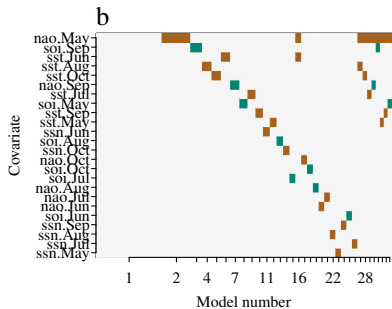 b
nao.May
soi.Sep
sst.Jun
sst.Aug
sst.Oct
nao.Sep
sst.Jul
soi.May
sst.Sep
sst.May
ssn.Jun
soi.Aug
ssn.Oct
nao.Oct
soi.Oct
soi.Jul
nao.Aug
nao.Jul
nao.Jun
soi.Jun
ssn.Sep
ssn.Aug
ssn.Jul
ssn.May
Covariate
1 2 4 7 11 16 22 28
Model number